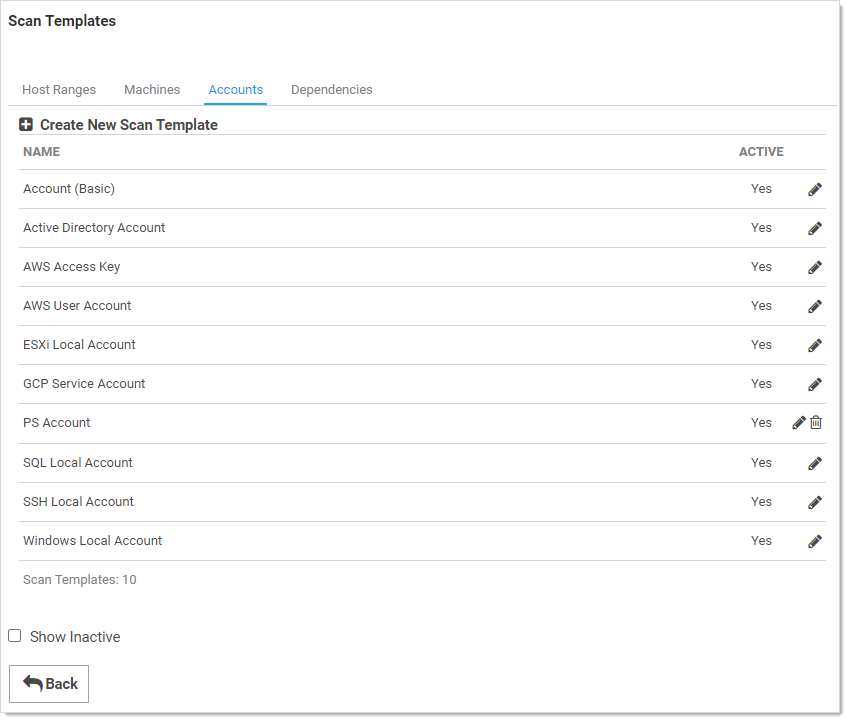 Scan Templates
Host Ranges Machines Accounts Dependencies
Create New Scan Template
NAME ACTIVE
Account (Basic) Yes
Active Directory Account Yes
AWS Access Key Yes
AWS User Account Yes
ESXi Local Account Yes
GCP Service Account Yes
PS Account Yes
SQL Local Account Yes
SSH Local Account Yes
Windows Local Account Yes
Scan Templates: 10
Show Inactive
Back